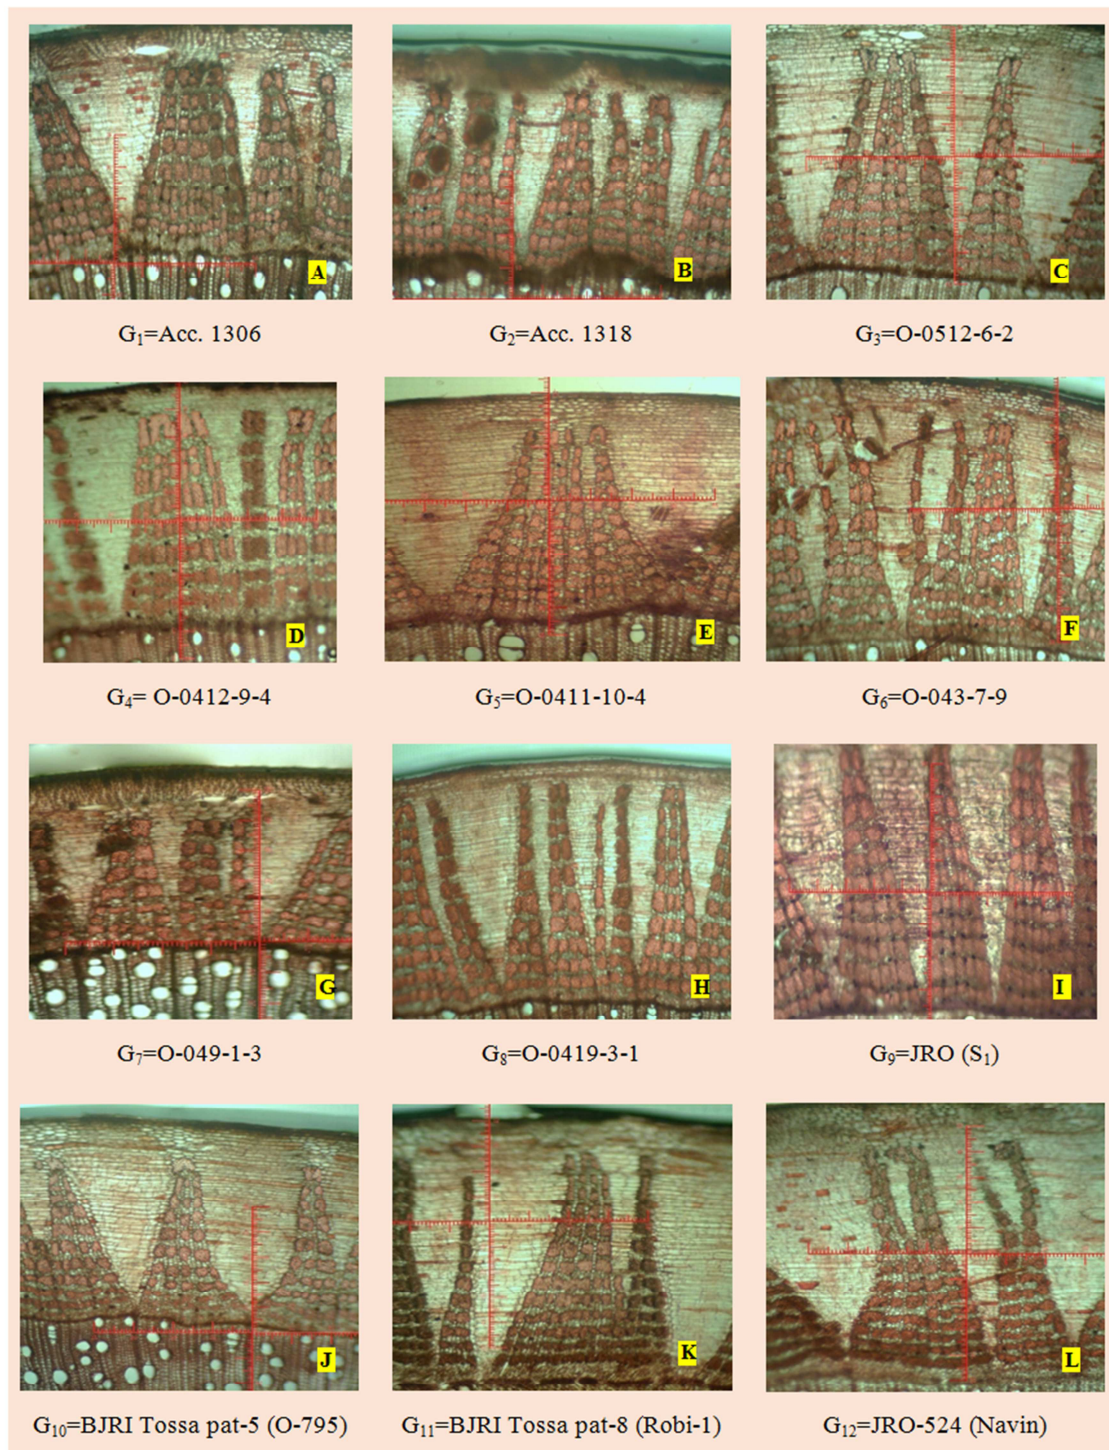 A
B
C
G₁=Acc. 1306
G₂=Acc. 1318
G₃=O-0512-6-2
D
E
F
G₄= O-0412-9-4
G₅=O-0411-10-4
G₆=O-043-7-9
G
H
I
G₇=O-049-1-3
G₈=O-0419-3-1
G₉=JRO (S₁)
J
K
L
G₁₀=BJRI Tossa pat-5 (O-795)
G₁₁=BJRI Tossa pat-8 (Robi-1)
G₁₂=JRO-524 (Navin)